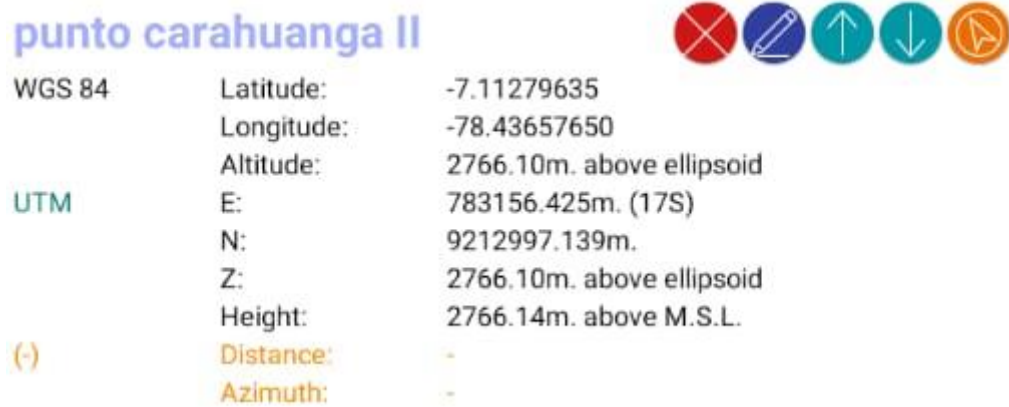 punto carahuanga II
WGS 84 Latitude: -7.11279635
Longitude: -78.43657650
Altitude: 2766.10m. above ellipsoid
UTM E: 783156.425m. (17S)
N: 9212997.139m.
Z: 2766.10m. above ellipsoid
Height: 2766.14m. above M.S.L.
(-) Distance: -
Azimuth: -